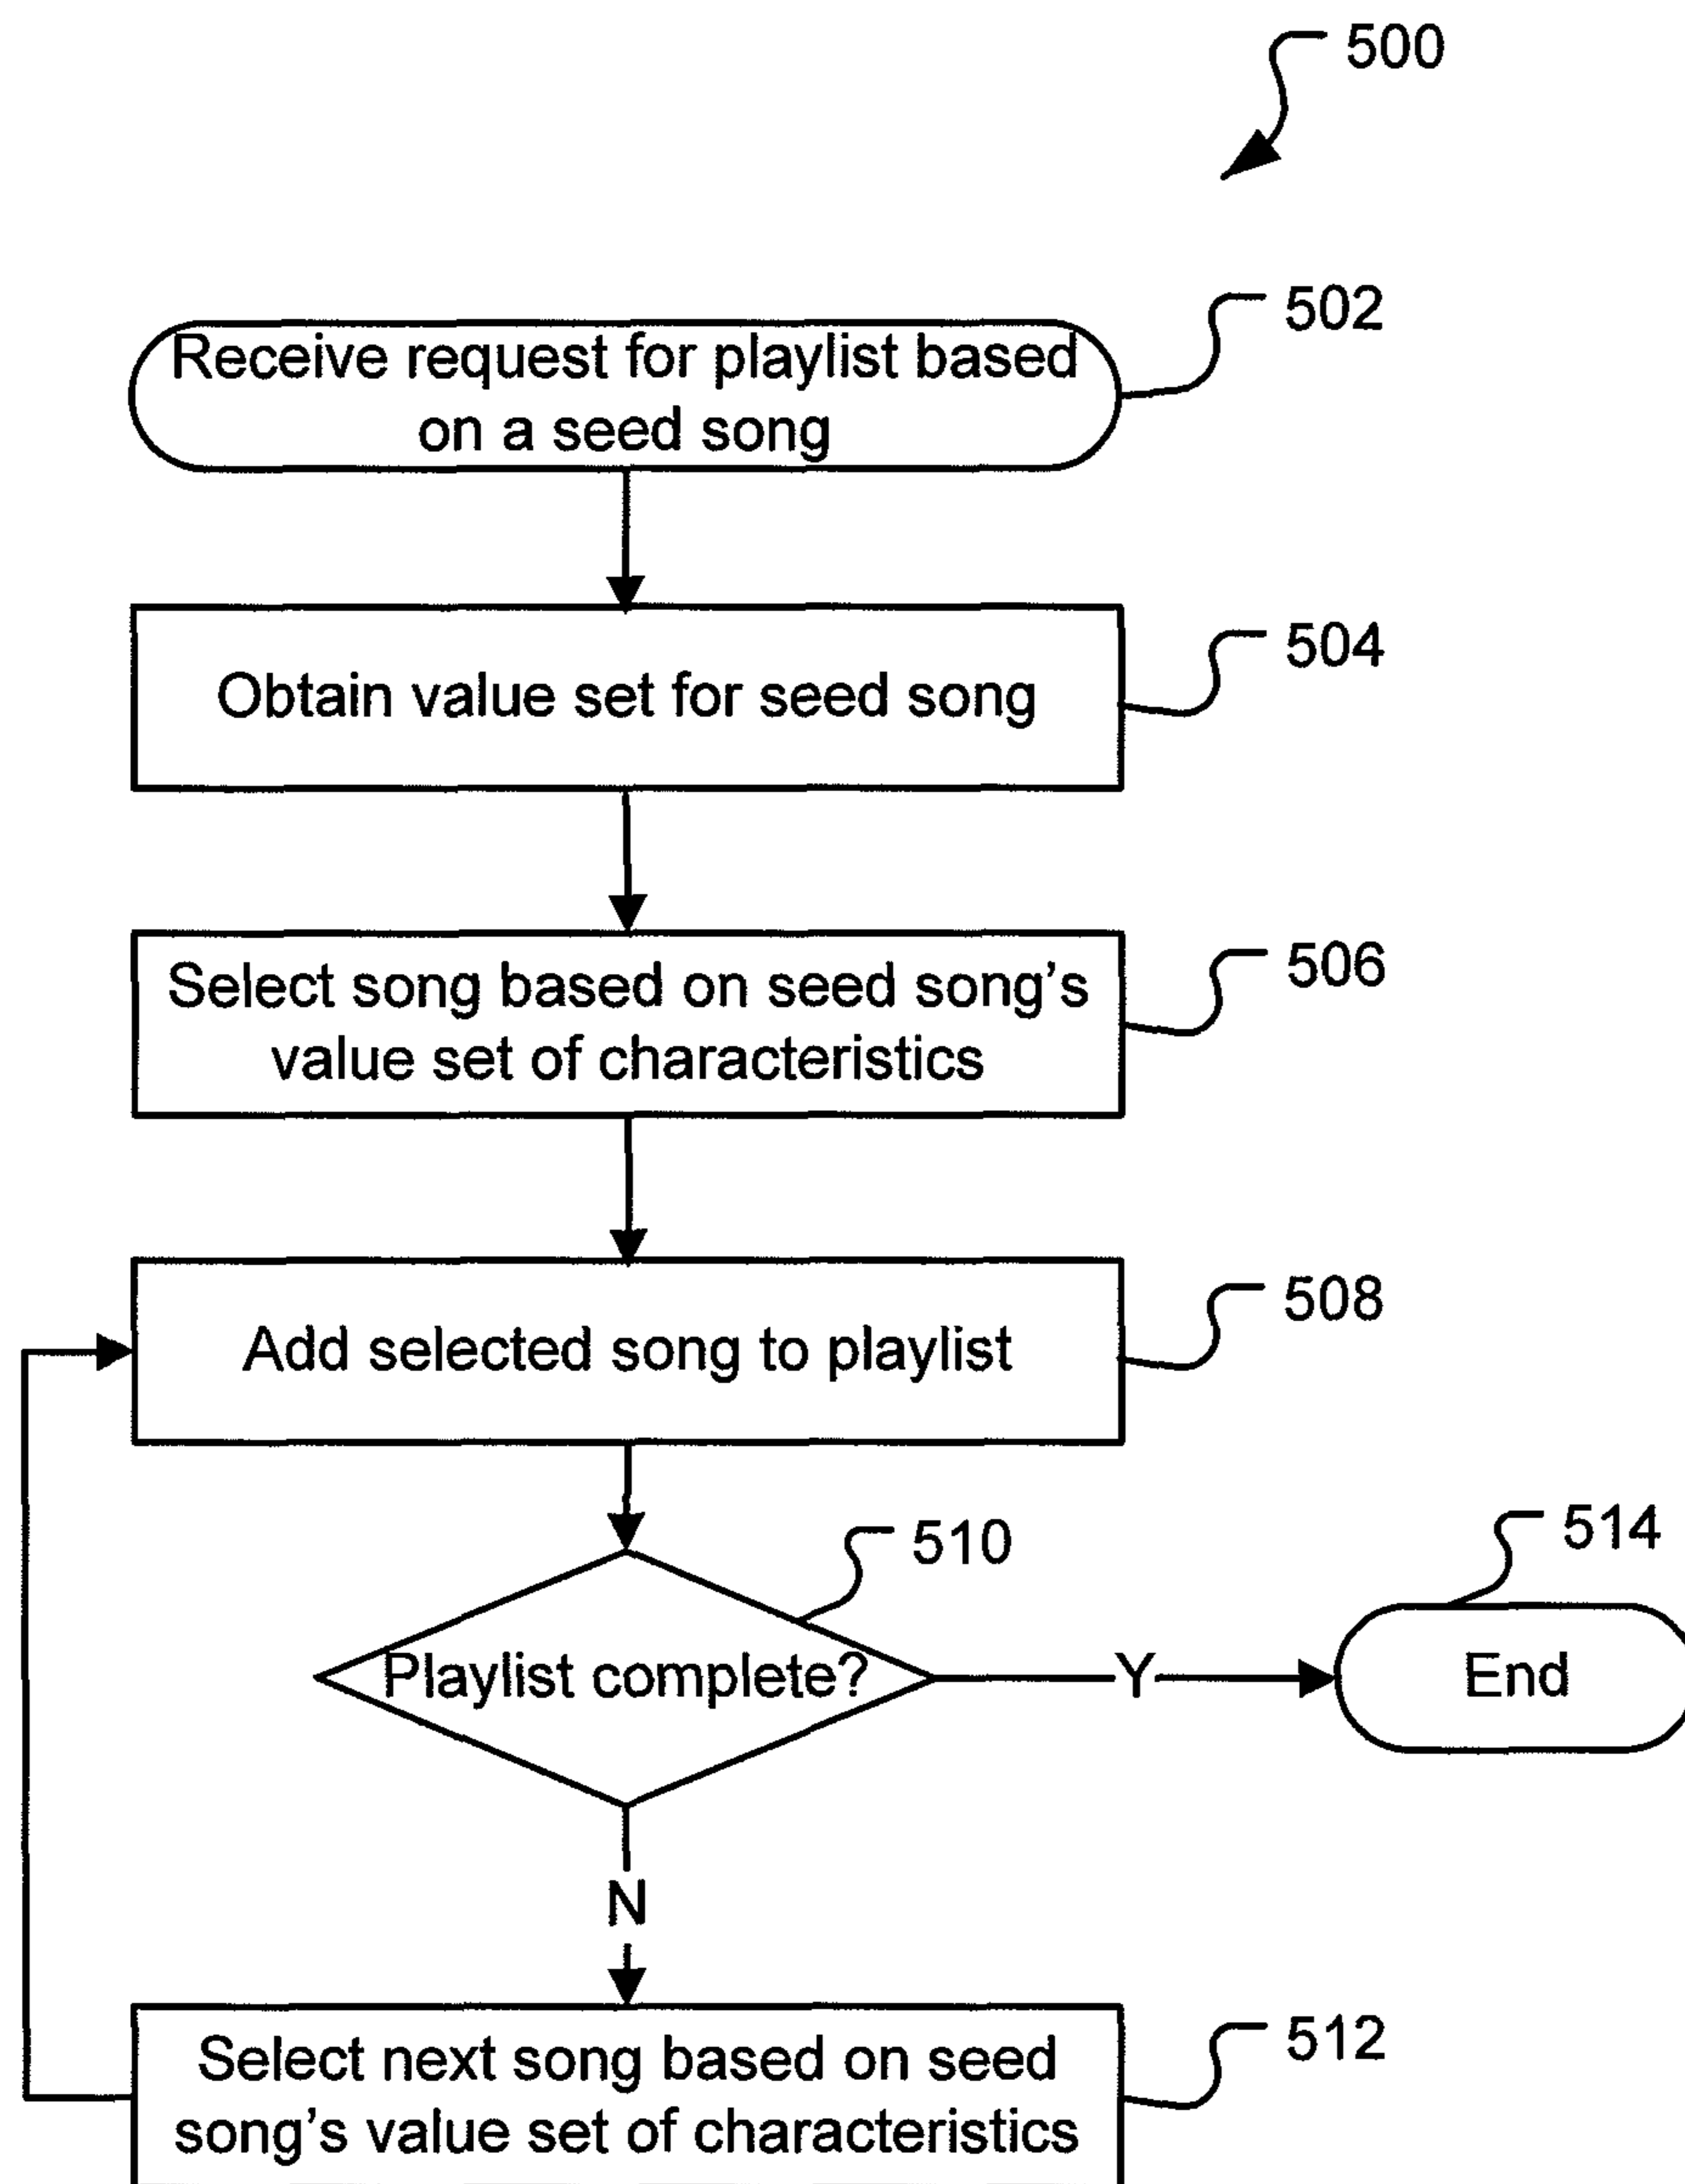 500
Receive request for playlist based
on a seed song
502
Obtain value set for seed song
504
Select song based on seed song's
value set of characteristics
506
Add selected song to playlist
508
Playlist complete?
510
Y
End
514
N
Select next song based on seed
song's value set of characteristics
512